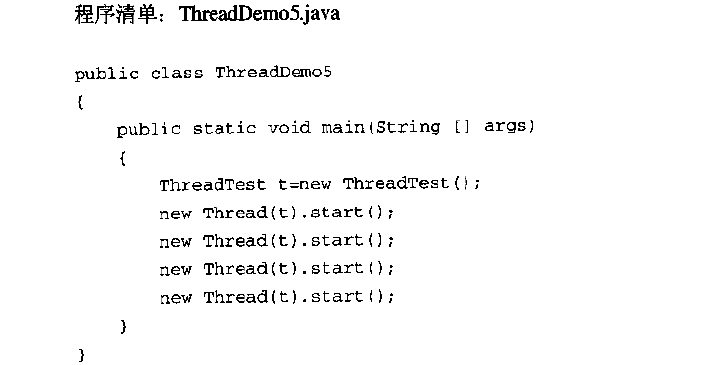 程序清单：ThreadDemo5.java
public class ThreadDemo5
{
    public static void main(String [] args)
    {
        ThreadTest t=new ThreadTest();
        new Thread(t).start();
        new Thread(t).start();
        new Thread(t).start();
        new Thread(t).start();
    }
}